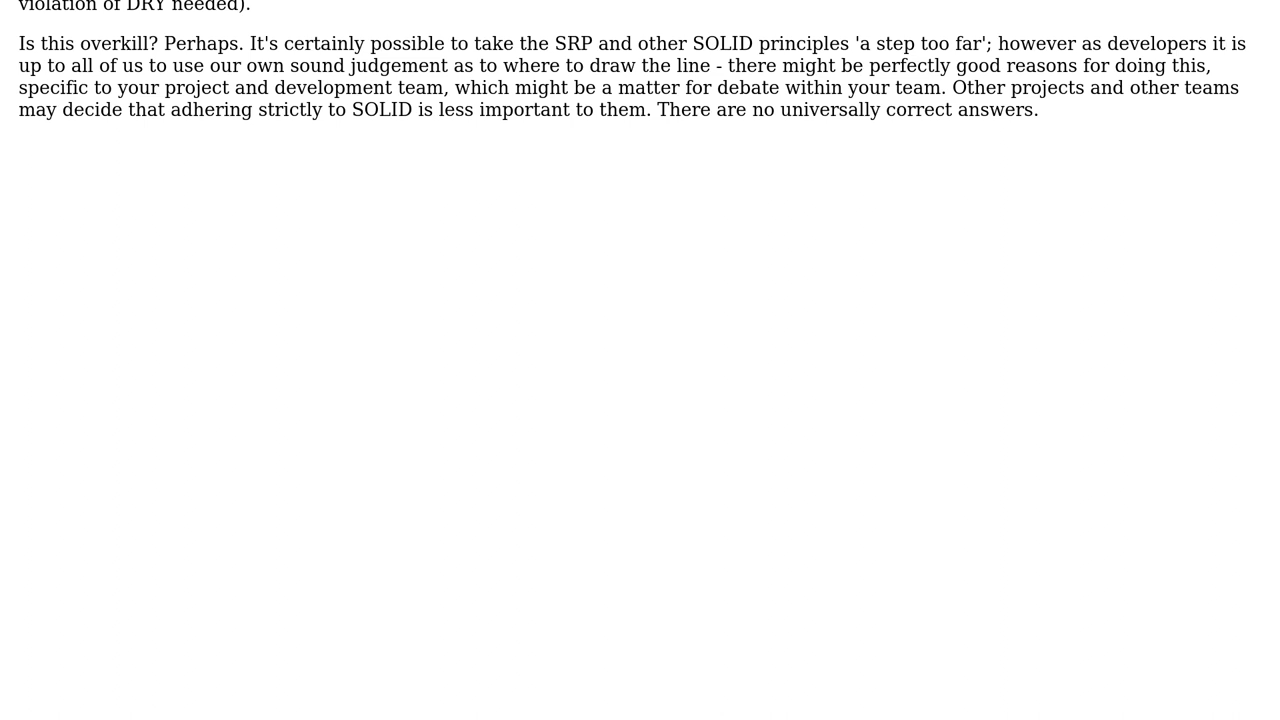 violation of DRY needed).
Is this overkill? Perhaps. It's certainly possible to take the SRP and other SOLID principles 'a step too far'; however as developers it is
up to all of us to use our own sound judgement as to where to draw the line - there might be perfectly good reasons for doing this,
specific to your project and development team, which might be a matter for debate within your team. Other projects and other teams
may decide that adhering strictly to SOLID is less important to them. There are no universally correct answers.